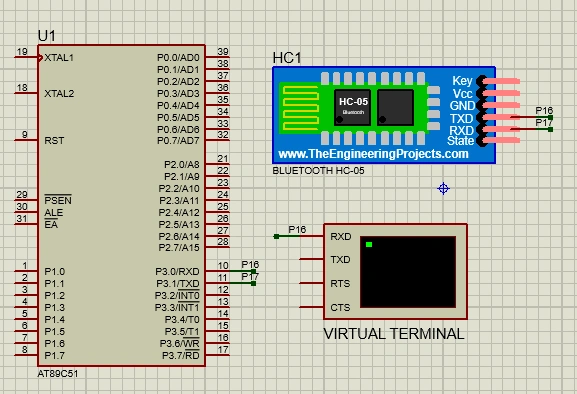 U1
19 XTAL1
18 XTAL2
9 RST
29 PSEN
30 ALE
31 EA
1 P1.0
2 P1.1
3 P1.2
4 P1.3
5 P1.4
6 P1.5
7 P1.6
8 P1.7
P0.0/AD0 39
P0.1/AD1 38
P0.2/AD2 37
P0.3/AD3 36
P0.4/AD4 35
P0.5/AD5 34
P0.6/AD6 33
P0.7/AD7 32
P2.0/A8 21
P2.1/A9 22
P2.2/A10 23
P2.3/A11 24
P2.4/A12 25
P2.5/A13 26
P2.6/A14 27
P2.7/A15 28
P3.0/RXD 10 P16
P3.1/TXD 11 P17
P3.2/INT0 12
P3.3/INT1 13
P3.4/T0 14
P3.5/T1 15
P3.6/WR 16
P3.7/RD 17
AT89C51
HC1
HC-05
Bluetooth
Key
Vcc
GND
TXD P16
RXD P17
State
www.TheEngineeringProjects.com
BLUETOOTH HC-05
P16 RXD
TXD
RTS
CTS
VIRTUAL TERMINAL